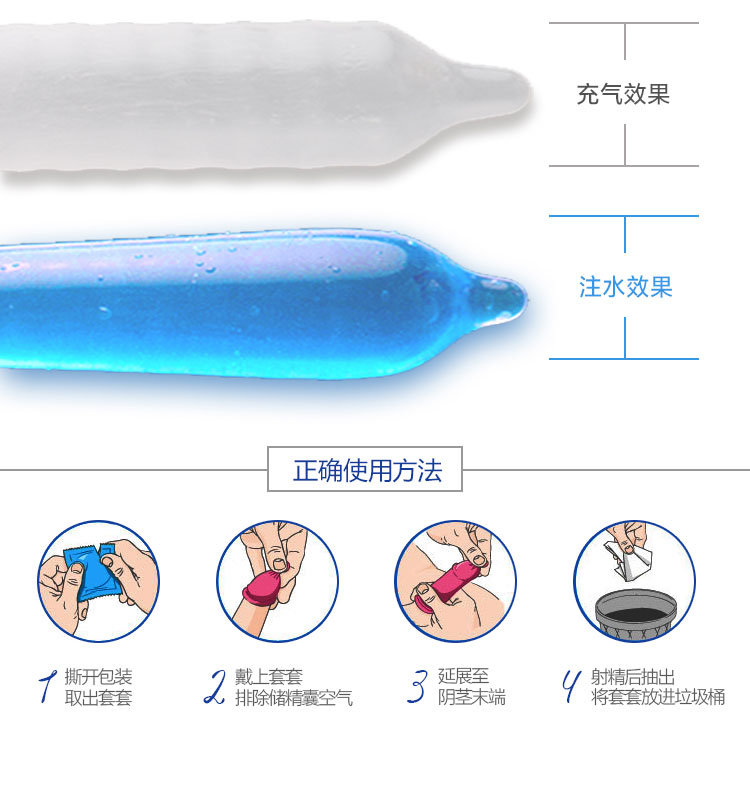 充气效果
注水效果
正确使用方法
1 撕开包装
取出套套
2 戴上套套
排除储精囊空气
3 延展至
阴茎末端
4 射精后抽出
将套套放进垃圾桶